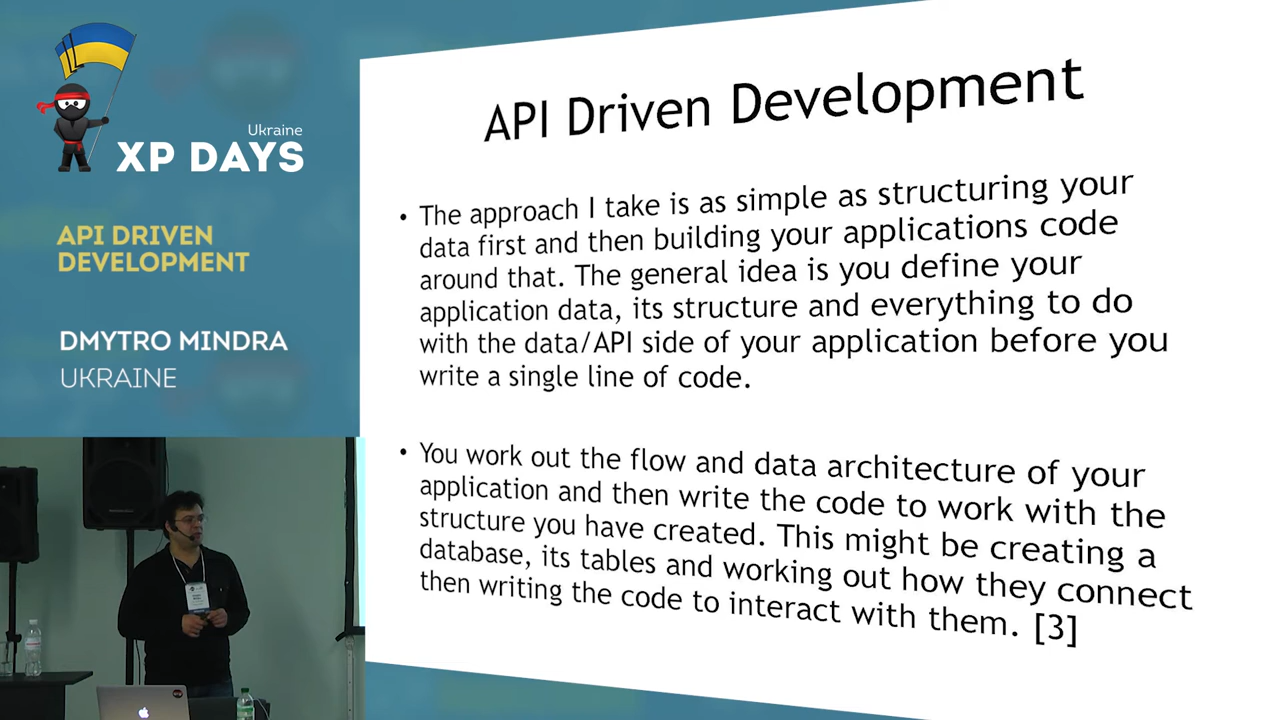 Ukraine
XP DAYS
API DRIVEN
DEVELOPMENT
DMYTRO MINDRA
UKRAINE
API Driven Development
• The approach I take is as simple as structuring your
data first and then building your applications code
around that. The general idea is you define your
application data, its structure and everything to do
with the data/API side of your application before you
write a single line of code.
• You work out the flow and data architecture of your
application and then write the code to work with the
structure you have created. This might be creating a
database, its tables and working out how they connect
then writing the code to interact with them. [3]